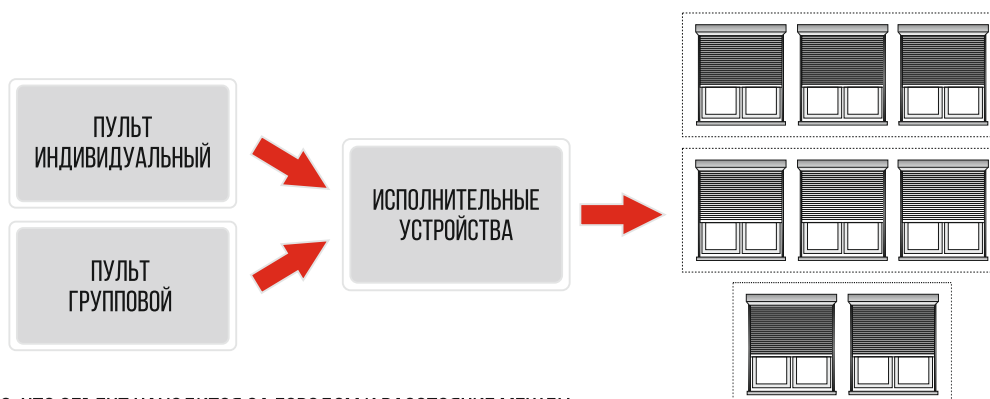 ПУЛЬТ
ИНДИВИДУАЛЬНЫЙ
ПУЛЬТ
ГРУППОВОЙ
ИСПОЛНИТЕЛЬНЫЕ
УСТРОЙСТВА